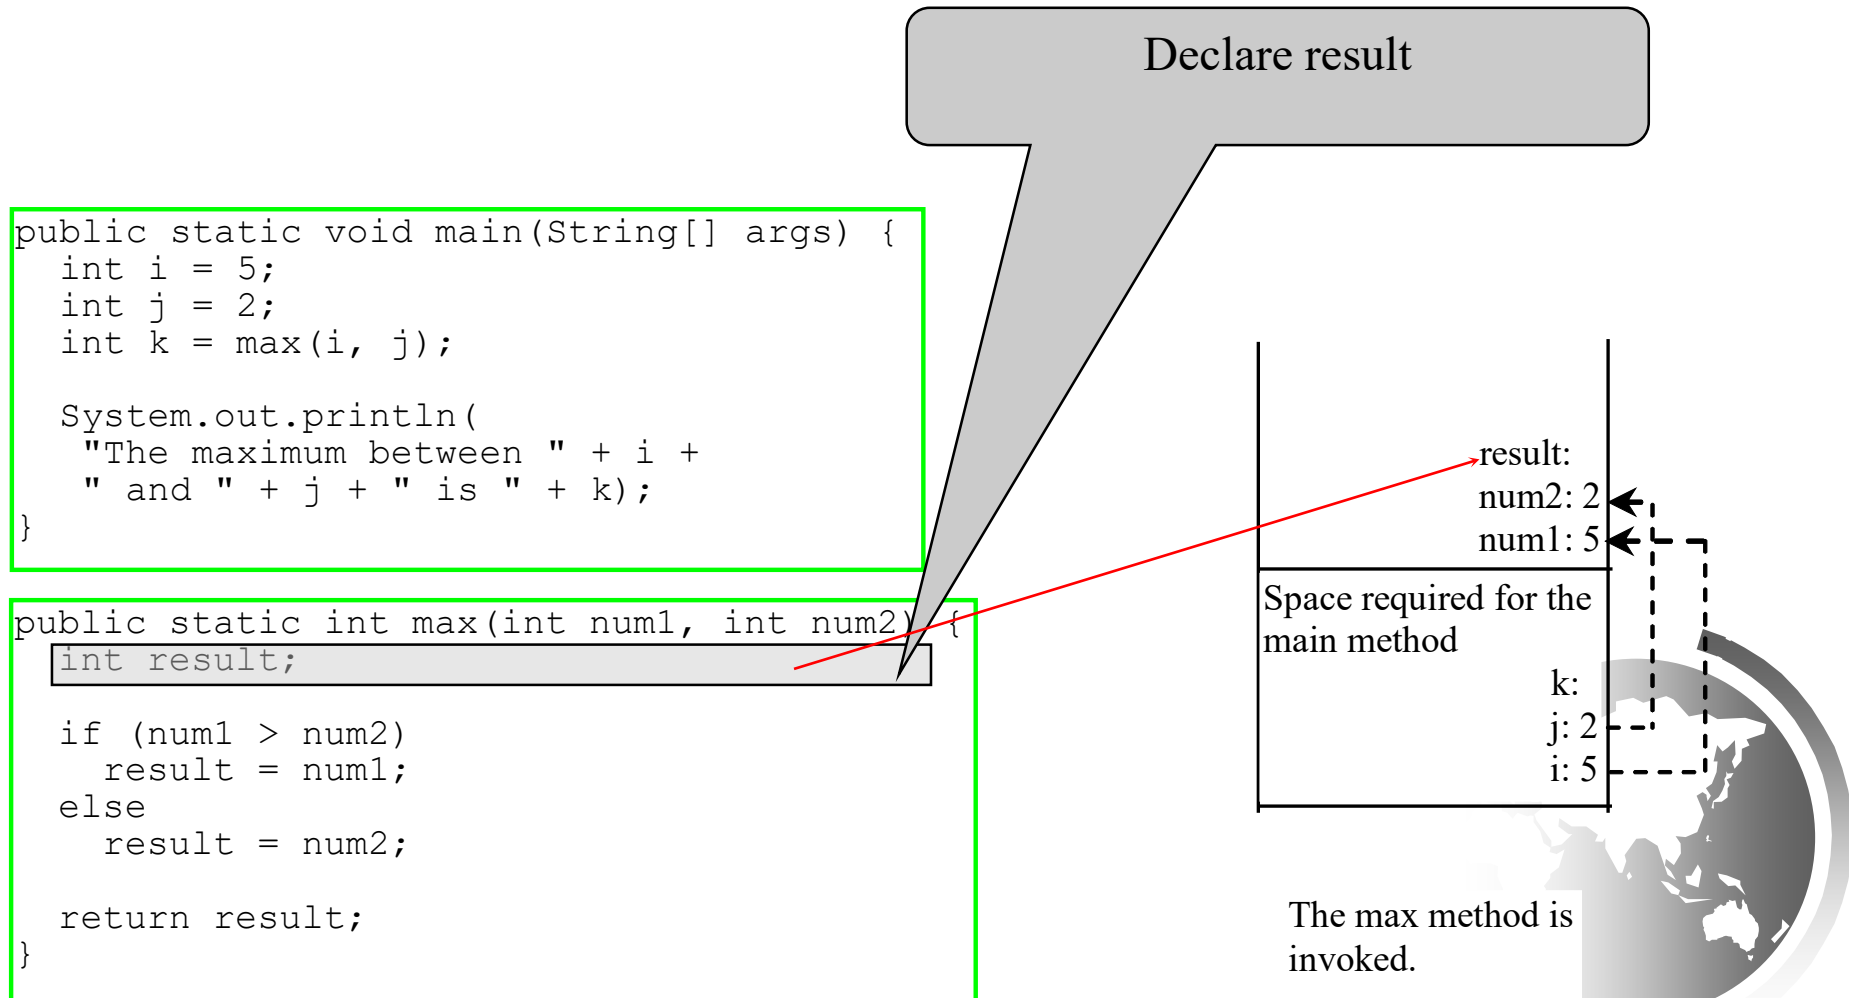 Declare result
public static void main(String[] args) {
  int i = 5;
  int j = 2;
  int k = max(i, j);
  System.out.println(
   "The maximum between " + i +
   " and " + j + " is " + k);
}
public static int max(int num1, int num2) {
  int result;
  if (num1 > num2)
    result = num1;
  else
    result = num2;
  return result;
}
result:
num2: 2
num1: 5
Space required for the
main method
k:
j: 2
i: 5
The max method is
invoked.